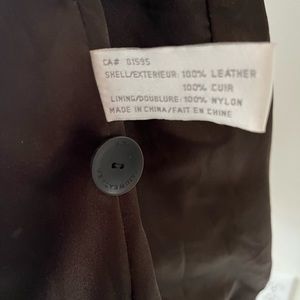 CA# 01595
SHELL/EXTERIEUR: 100% LEATHER
100% CUIR
LINING/DOUBLURE: 100% NYLON
MADE IN CHINA/FAIT EN CHINE